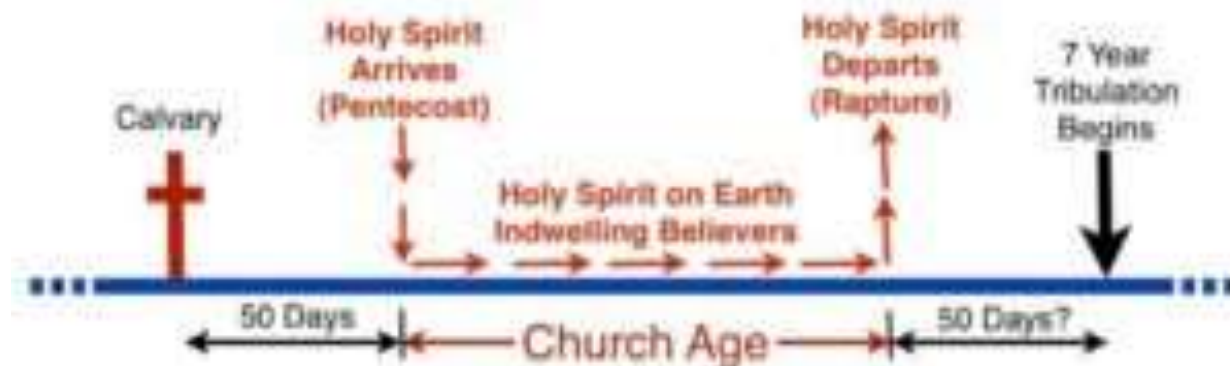 Calvary
Holy Spirit
Arrives
(Pentecost)
Holy Spirit on Earth
Indwelling Believers
Holy Spirit
Departs
(Rapture)
7 Year
Tribulation
Begins
50 Days
Church Age
50 Days?